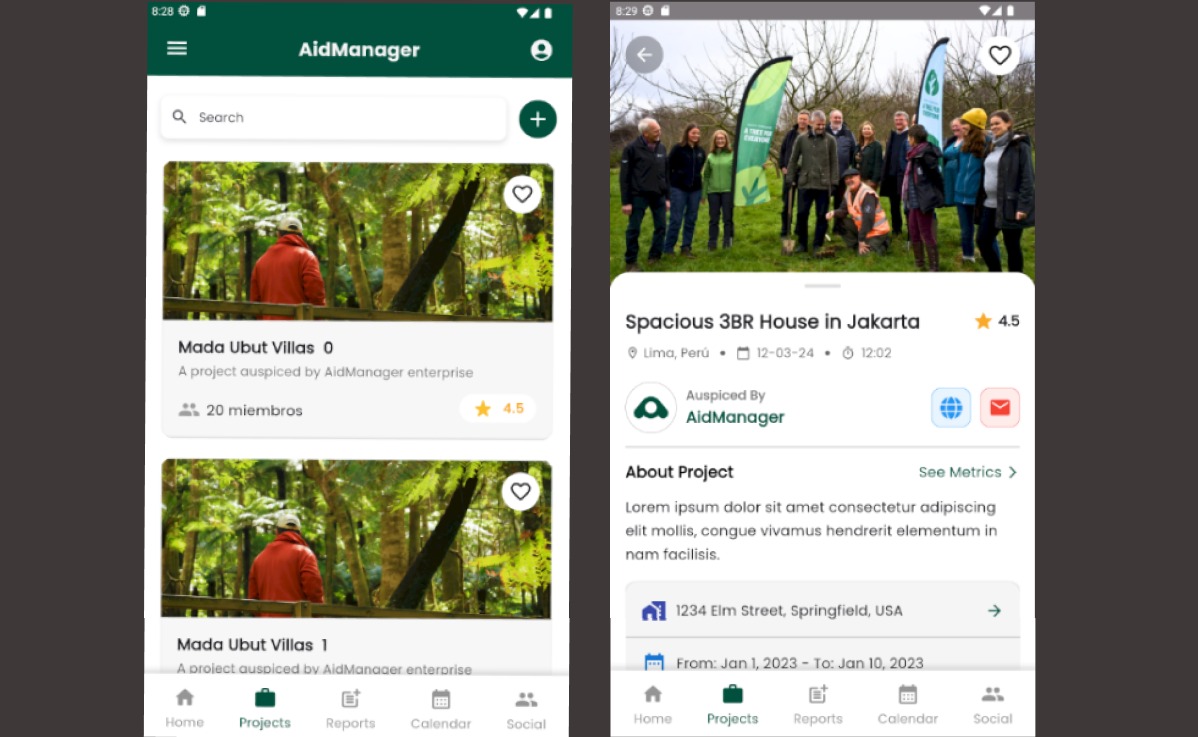 8:28
AidManager
Search
Mada Ubut Villas 0
A project auspiced by AidManager enterprise
20 miembros
4.5
Mada Ubut Villas 1
A project auspiced by AidManager enterprise
Home Projects Reports Calendar Social
8:29
A TREE FOR
EVERYONE
Spacious 3BR House in Jakarta
4.5
Lima, Perú • 12-03-24 • 12:02
Auspiced By
AidManager
About Project
See Metrics
Lorem ipsum dolor sit amet consectetur adipiscing
elit mollis, congue vivamus hendrerit elementum in
nam facilisis.
1234 Elm Street, Springfield, USA
From: Jan 1, 2023 - To: Jan 10, 2023
Home Projects Reports Calendar Social